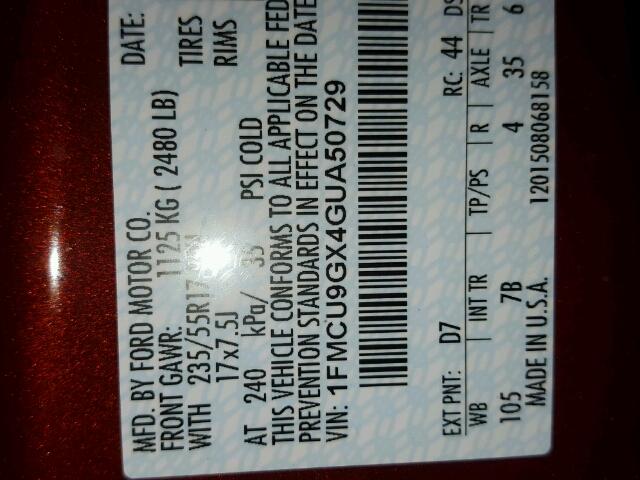 MFD. BY FORD MOTOR CO. DATE:
FRONT GAWR: 1125 KG ( 2480 LB)
WITH 235/55R17 TIRES
17x7.5J RIMS
AT 240 kPa/ 35 PSI COLD
THIS VEHICLE CONFORMS TO ALL APPLICABLE FED
PREVENTION STANDARDS IN EFFECT ON THE DATE
VIN: 1FMCU9GX4GUA50729
EXT PNT: D7 RC: 44 DS
WB INT TR TP/PS R AXLE TR
105 7B 4 35 6
MADE IN U.S.A. 1201508068158